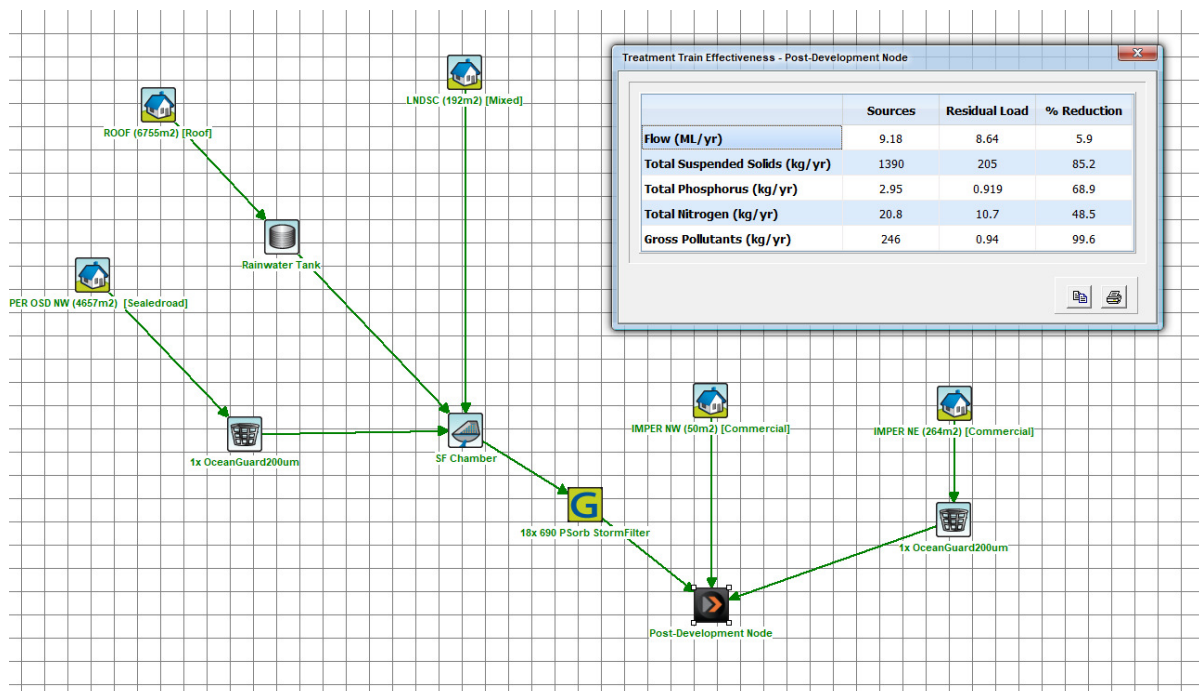 Treatment Train Effectiveness - Post-Development Node
Sources Residual Load % Reduction
Flow (ML/yr) 9.18 8.64 5.9
Total Suspended Solids (kg/yr) 1390 205 85.2
Total Phosphorus (kg/yr) 2.95 0.919 68.9
Total Nitrogen (kg/yr) 20.8 10.7 48.5
Gross Pollutants (kg/yr) 246 0.94 99.6
LNDSC (192m2) [Mixed]
ROOF (6755m2) [Roof]
Rainwater Tank
PER OSD NW (4657m2) [Sealedroad]
IMPER NW (50m2) [Commercial]
IMPER NE (264m2) [Commercial]
1x OceanGuard200um
SF Chamber
G
18x 690 PSorb StormFilter
1x OceanGuard200um
Post-Development Node